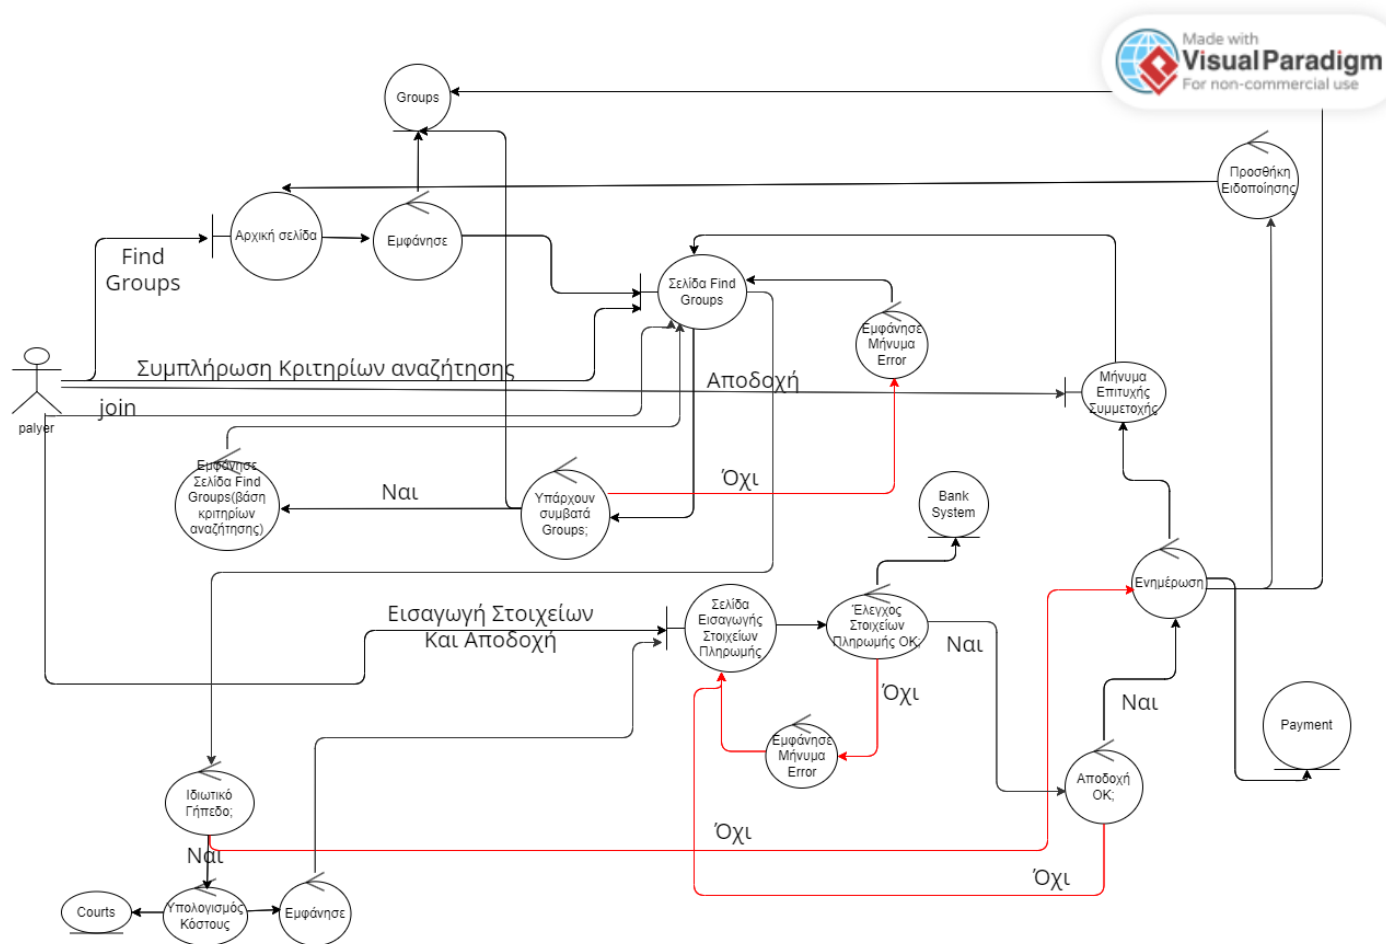 Made with
Visual Paradigm
For non-commercial use
Groups
Προσθήκη
Ειδοποίησης
Αρχική σελίδα
Εμφάνησε
Find
Groups
Σελίδα Find
Groups
Εμφάνησε
Μήνυμα
Error
Συμπλήρωση Κριτηρίων αναζήτησης
Αποδοχή
Μήνυμα
Επιτυχής
Συμμετοχής
join
palyer
Εμφάνησε
Σελίδα Find
Groups(βάση
κριτηρίων
αναζήτησης)
Ναι
Υπάρχουν
συμβατά
Groups;
Όχι
Bank
System
Ενημέρωση
Εισαγωγή Στοιχείων
Και Αποδοχή
Σελίδα
Εισαγωγής
Στοιχείων
Πληρωμής
Έλεγχος
Στοιχείων
Πληρωμής OK;
Ναι
Όχι
Ναι
Payment
Εμφάνησε
Μήνυμα
Error
Αποδοχή
OK;
Ιδιωτικό
Γήπεδο;
Όχι
Ναι
Όχι
Courts
Υπολογισμός
Κόστους
Εμφάνησε